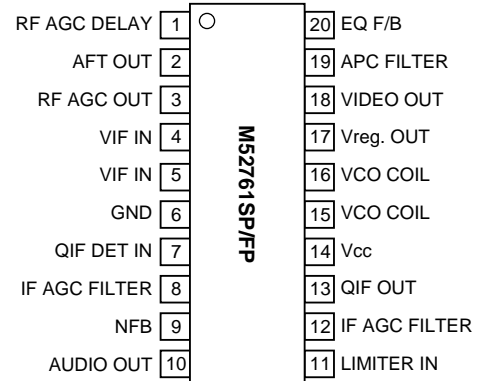 RF AGC DELAY 1
AFT OUT 2
RF AGC OUT 3
VIF IN 4
VIF IN 5
GND 6
QIF DET IN 7
IF AGC FILTER 8
NFB 9
AUDIO OUT 10
M52761SP/FP
20 EQ F/B
19 APC FILTER
18 VIDEO OUT
17 Vreg. OUT
16 VCO COIL
15 VCO COIL
14 Vcc
13 QIF OUT
12 IF AGC FILTER
11 LIMITER IN